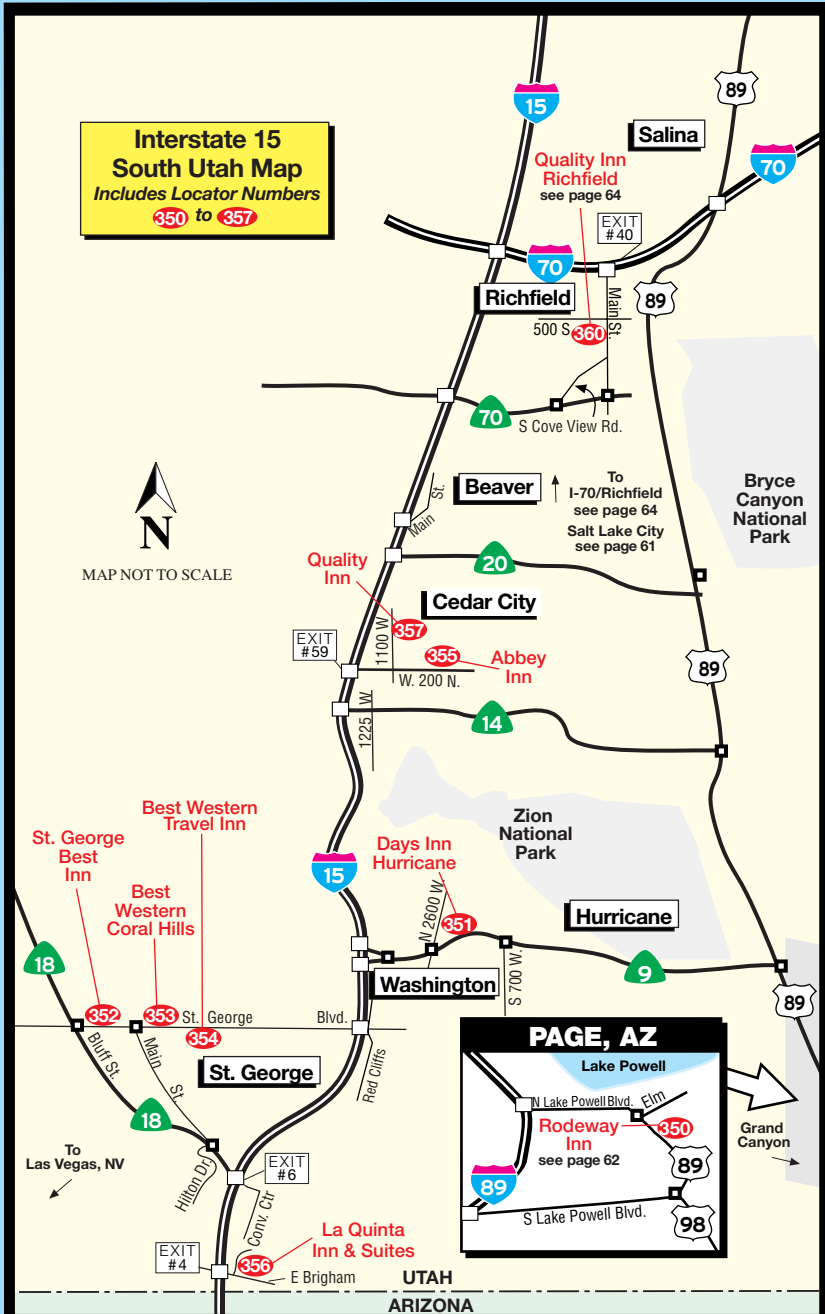 Interstate 15
South Utah Map
Includes Locator Numbers
350 to 357
15
89
Salina
70
Quality Inn
Richfield
see page 64
EXIT
#40
70
Richfield
89
Main St.
500 S
360
70
S Cove View Rd.
Beaver
Main St.
To
I-70/Richfield
see page 64
Salt Lake City
see page 61
Bryce
Canyon
National
Park
N
MAP NOT TO SCALE
20
Quality
Inn
Cedar City
357
1100 W
355
Abbey
Inn
EXIT
#59
W. 200 N.
89
1225 W
14
Zion
National
Park
Best Western
Travel Inn
St. George
Best
Inn
Best
Western
Coral Hills
15
Days Inn
Hurricane
N 2600 W.
351
Hurricane
18
Washington
S 700 W.
9
89
352
353
St. George Blvd.
354
Bluff St.
Main St.
St. George
Red Cliffs
18
To
Las Vegas, NV
Hilton Dr.
EXIT
#6
Conv. Ctr
La Quinta
Inn & Suites
EXIT
#4
356
E Brigham
PAGE, AZ
Lake Powell
N Lake Powell Blvd.
Elm
Rodeway
Inn
see page 62
350
89
89
S Lake Powell Blvd.
98
Grand
Canyon
UTAH
ARIZONA